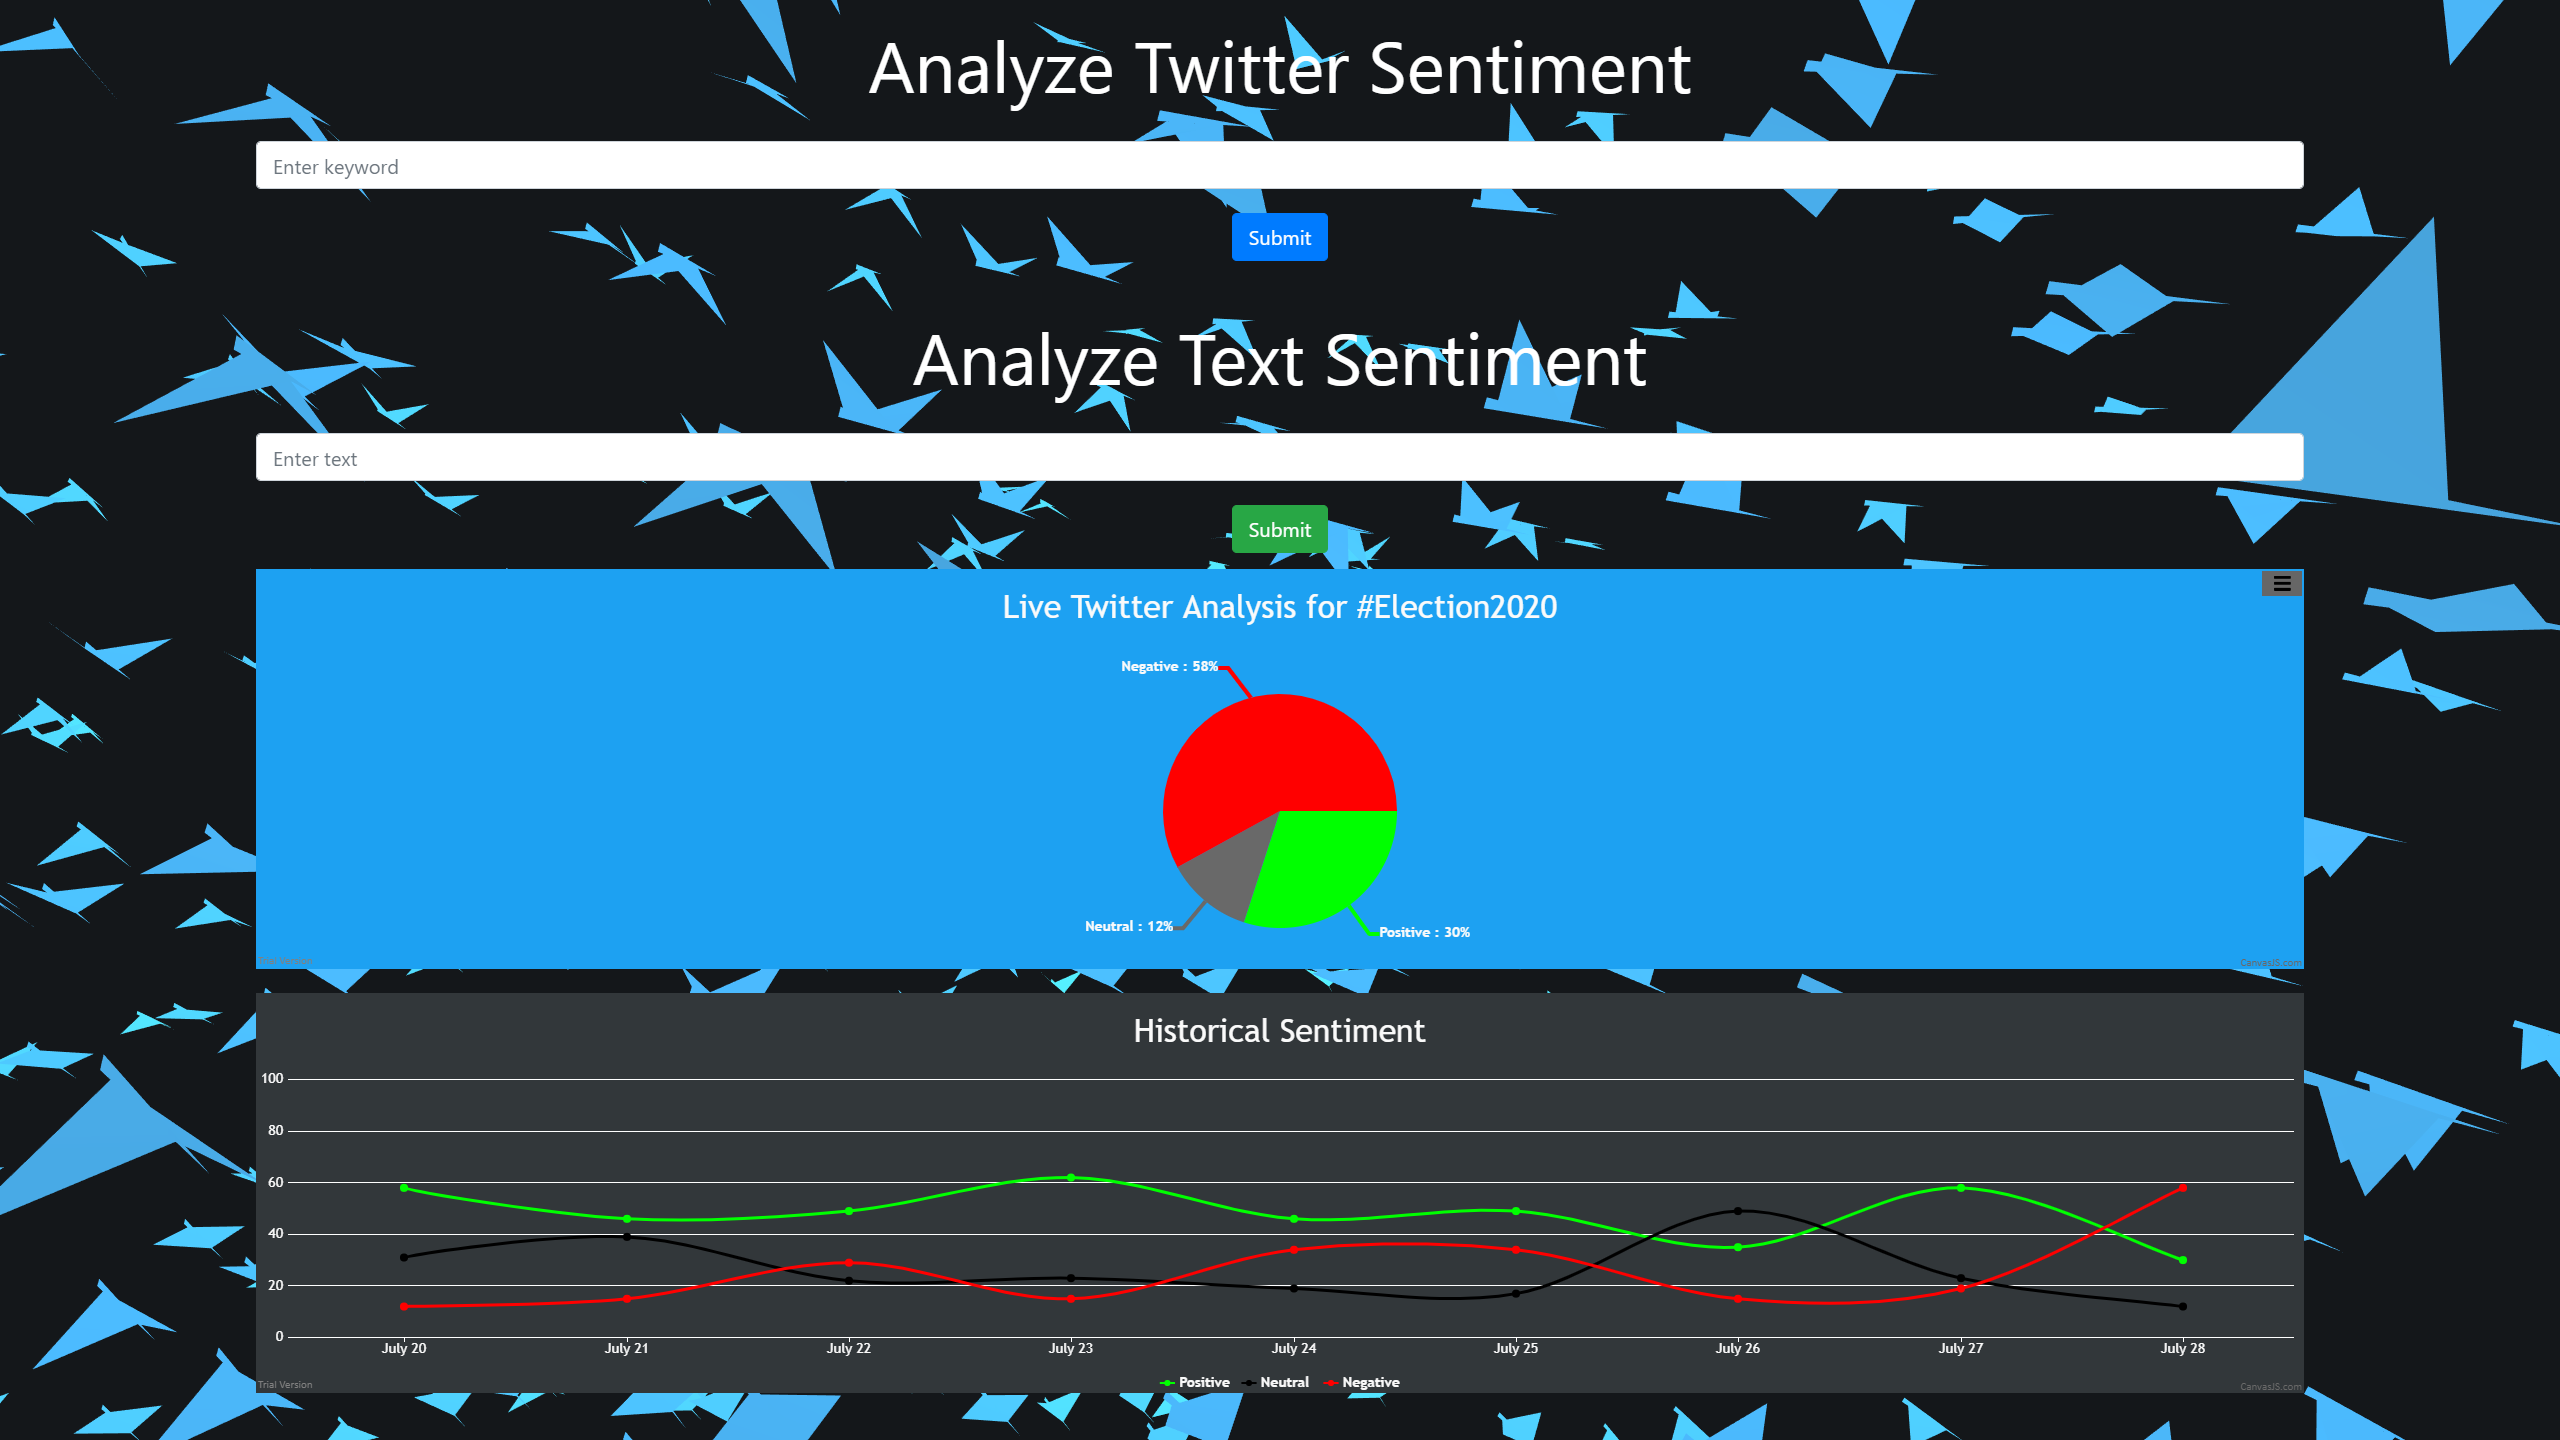 Analyze Twitter Sentiment
Enter keyword
Submit
Analyze Text Sentiment
Enter text
Submit
Live Twitter Analysis for #Election2020
Negative : 58%
Neutral : 12%
Positive : 30%
CanvasJS.com
Historical Sentiment
100
80
60
40
20
0
July 20 July 21 July 22 July 23 July 24 July 25 July 26 July 27 July 28
Positive Neutral Negative
Trial Version
CanvasJS.com